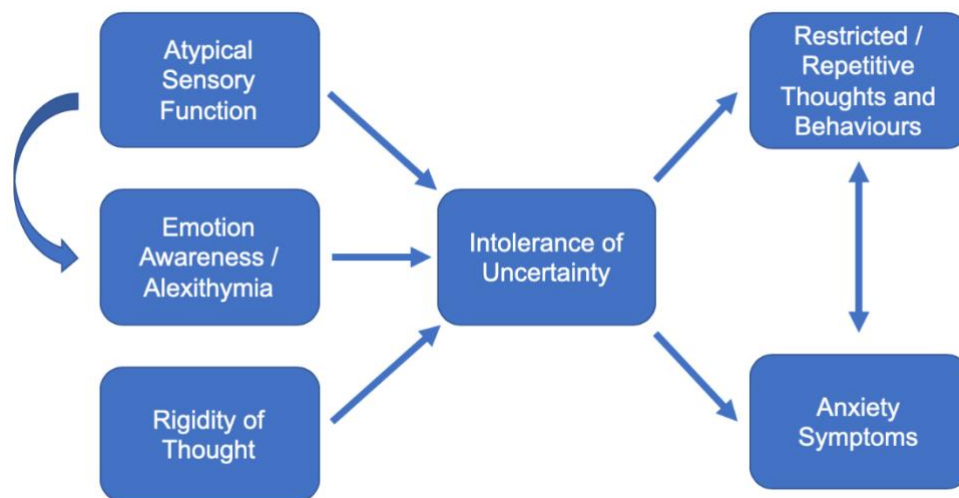 Atypical
Sensory
Function
Emotion
Awareness /
Alexithymia
Rigidity of
Thought
Intolerance of
Uncertainty
Restricted /
Repetitive
Thoughts and
Behaviours
Anxiety
Symptoms